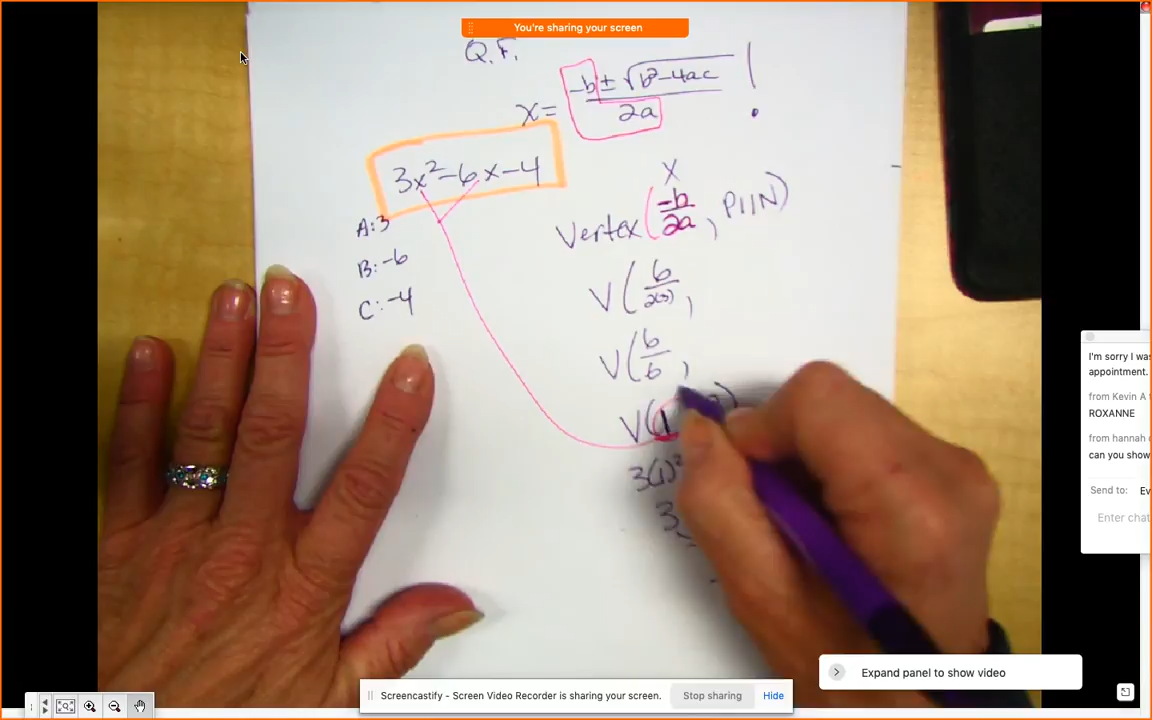 You're sharing your screen
Q.F.
x = -b ± √b²-4ac / 2a !
3x²-6x-4
A: 3
B: -6
C: -4
x
Vertex (-b/2a, PIIN)
V(6/2(3),
V(6/6,
V(1
3(1)²
3
I'm sorry I was
appointment.
from Kevin A
ROXANNE
from hannah
can you show
Send to: Ev
Enter chat
Expand panel to show video
Screencastify - Screen Video Recorder is sharing your screen.
Stop sharing
Hide